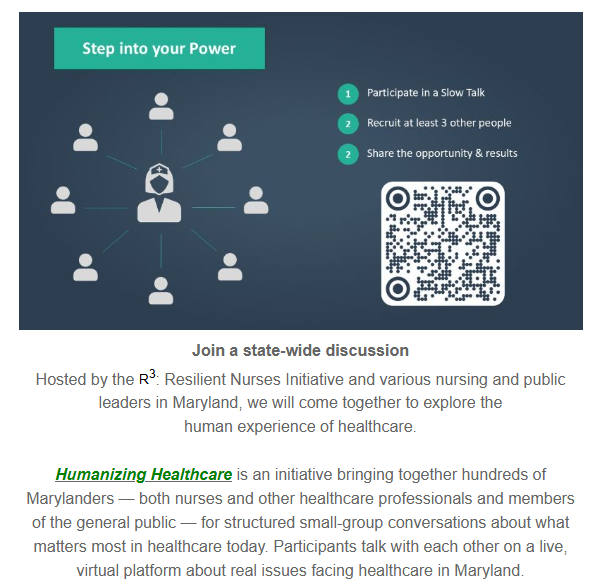 Step into your Power
1 Participate in a Slow Talk
2 Recruit at least 3 other people
2 Share the opportunity & results
Join a state-wide discussion
Hosted by the R³: Resilient Nurses Initiative and various nursing and public
leaders in Maryland, we will come together to explore the
human experience of healthcare.
Humanizing Healthcare is an initiative bringing together hundreds of
Marylanders — both nurses and other healthcare professionals and members
of the general public — for structured small-group conversations about what
matters most in healthcare today. Participants talk with each other on a live,
virtual platform about real issues facing healthcare in Maryland.